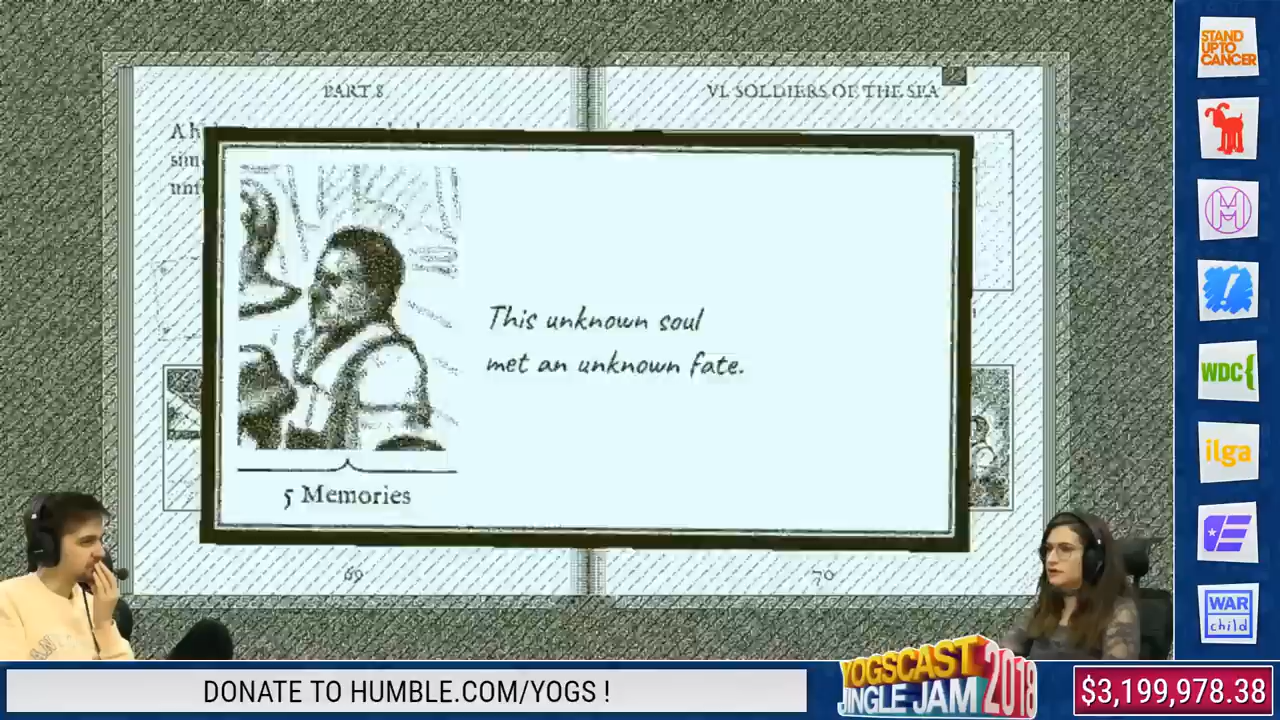 PART 8
VI. SOLDIERS OF THE SEA
A h
sim
unf
This unknown soul
met an unknown fate.
5 Memories
69
70
STAND
UP TO
CANCER
M
!
WDC
ilga
E
WAR
child
DONATE TO HUMBLE.COM/YOGS !
YOGSCAST
JINGLE JAM 2018
$3,199,978.38